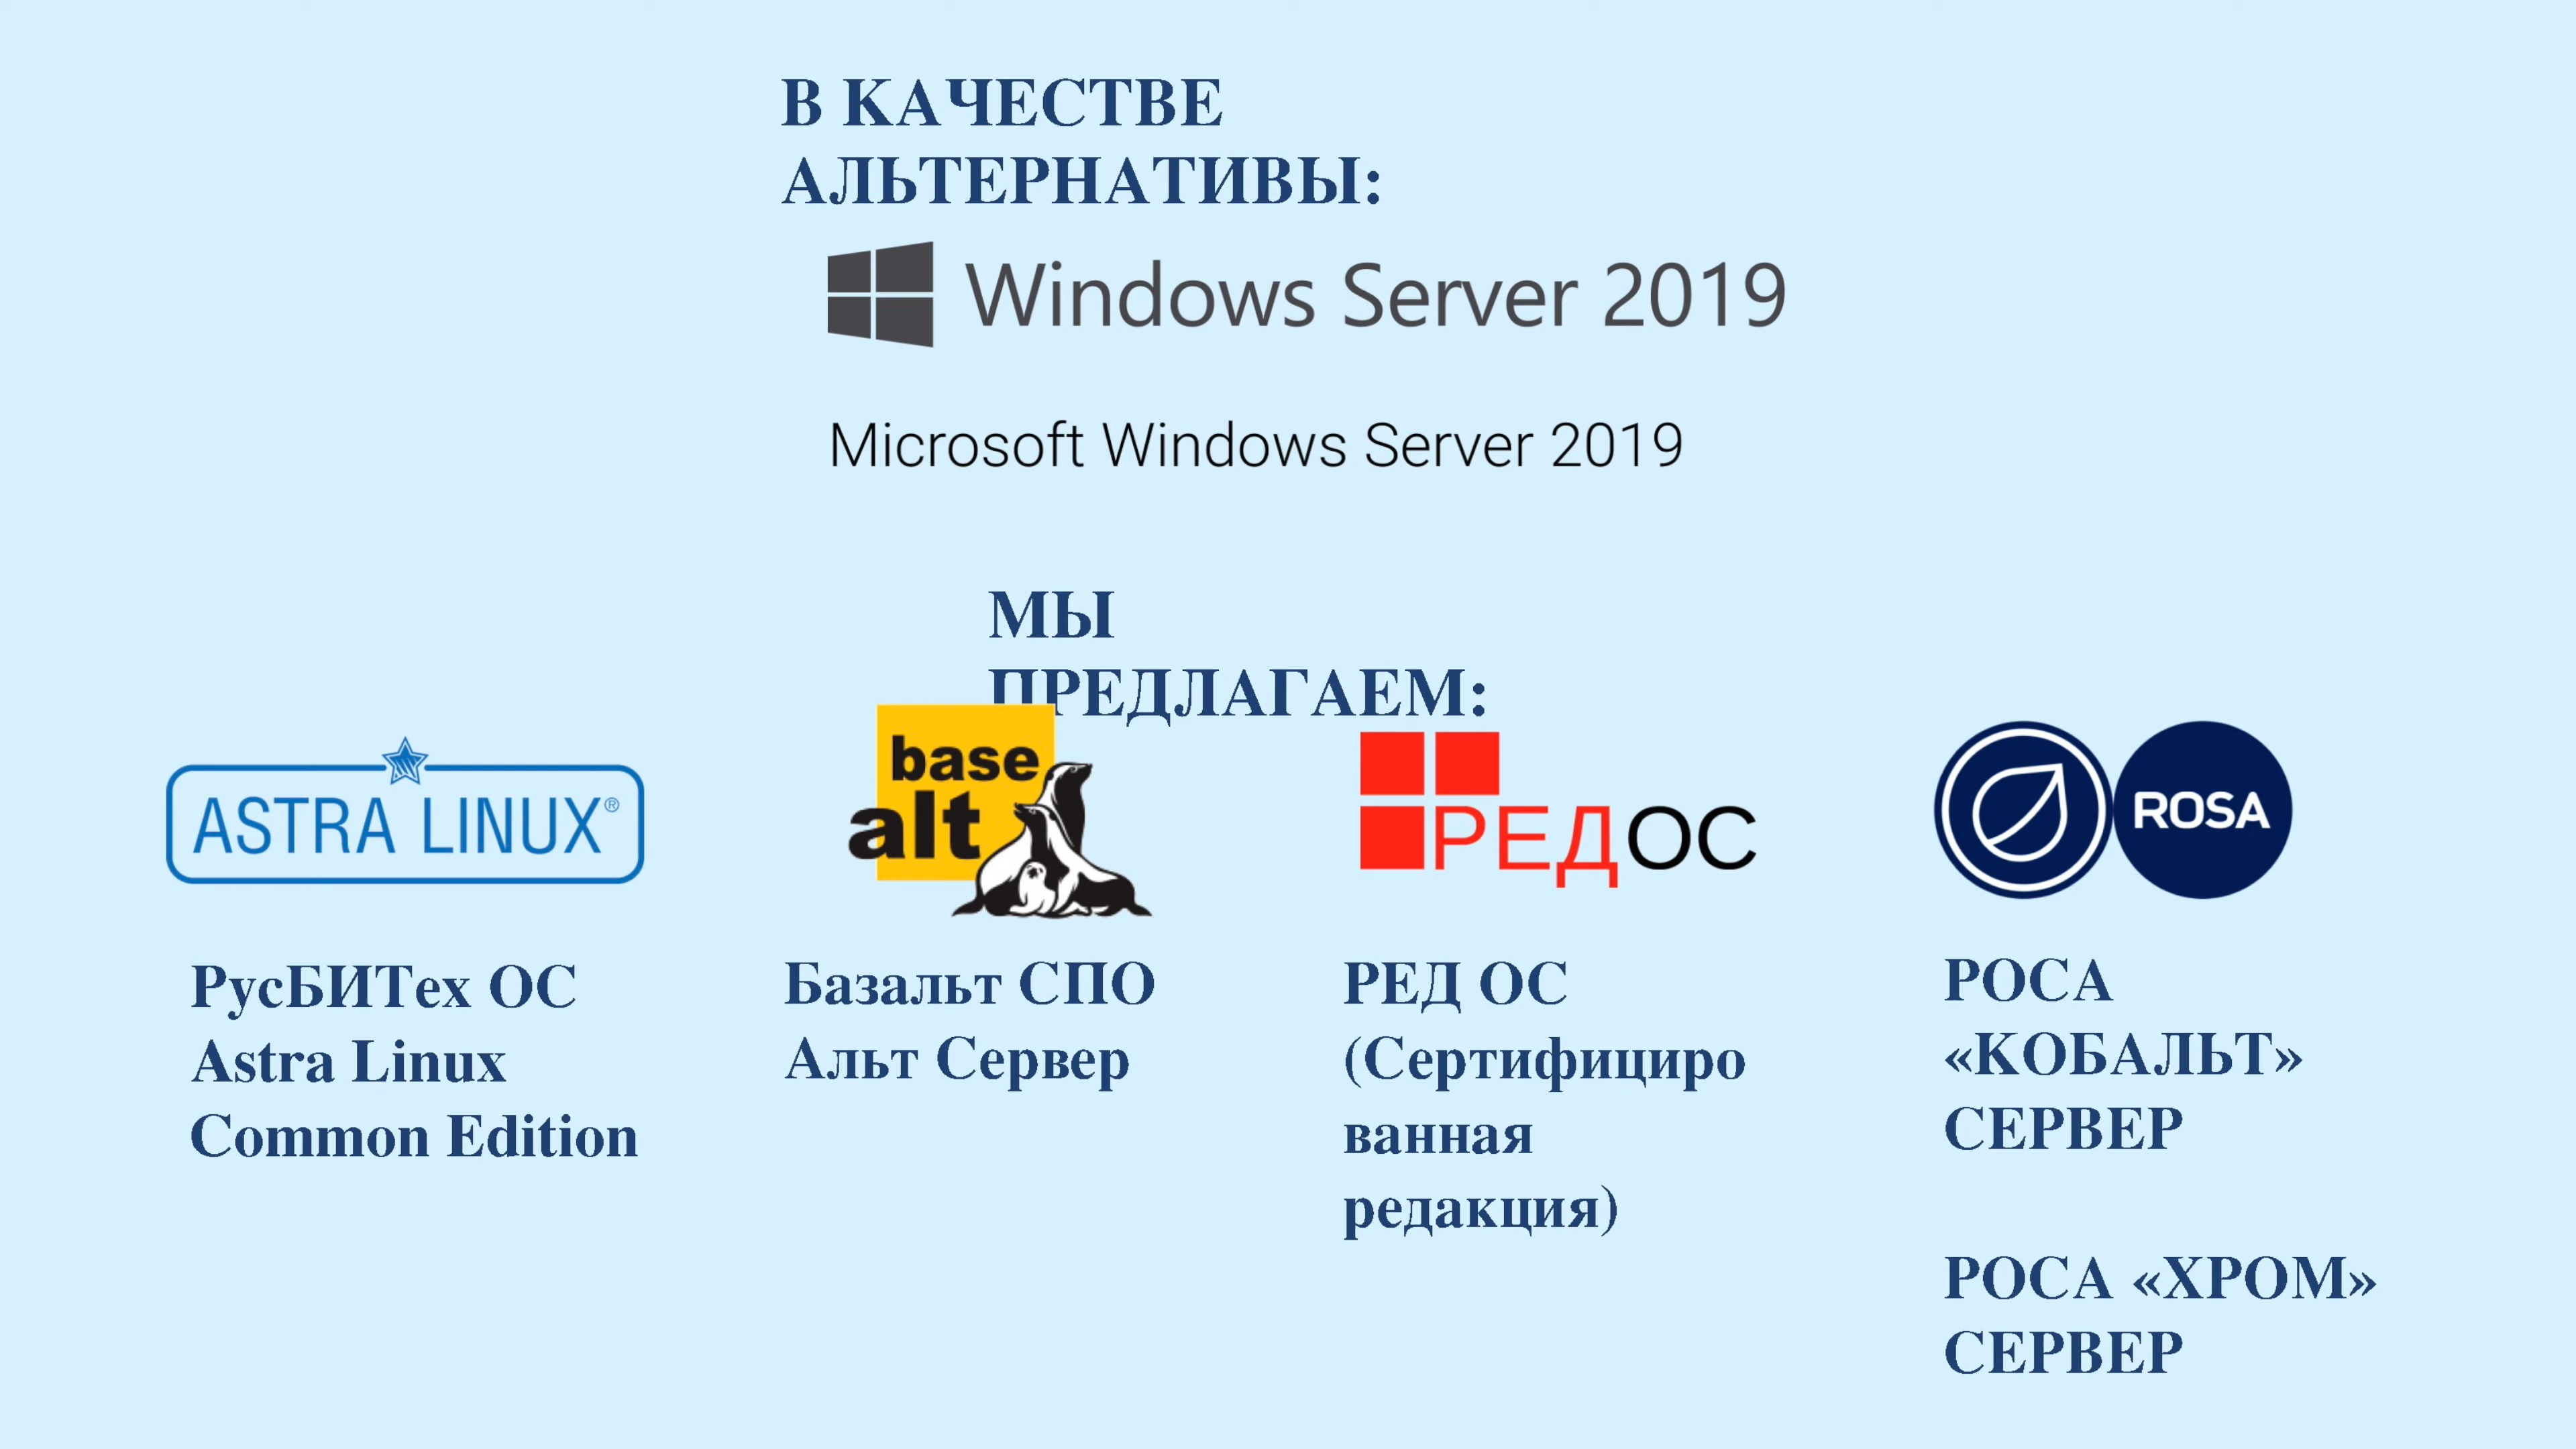 В КАЧЕСТВЕ
АЛЬТЕРНАТИВЫ:
Windows Server 2019
Microsoft Windows Server 2019
МЫ
ПРЕДЛАГАЕМ:
ASTRA LINUX®
base
alt
РЕДОС
ROSA
РусБИТех ОС
Astra Linux
Common Edition
Базальт СПО
Альт Сервер
РЕД ОС
(Сертифициро
ванная
редакция)
РОСА
«КОБАЛЬТ»
СЕРВЕР
РОСА «ХРОМ»
СЕРВЕР